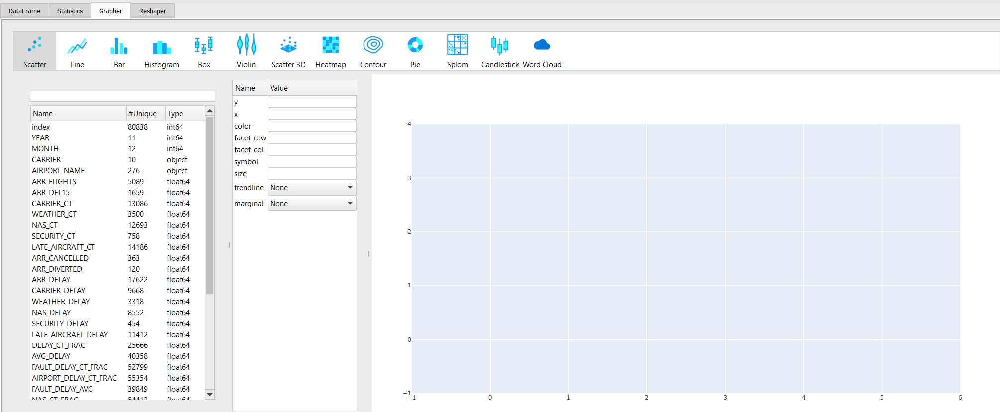 DataFrame Statistics Grapher Reshaper
Scatter Line Bar Histogram Box Violin Scatter 3D Heatmap Contour Pie Splom Candlestick Word Cloud
Name #Unique Type
index 80838 int64
YEAR 11 int64
MONTH 12 int64
CARRIER 10 object
AIRPORT_NAME 276 object
ARR_FLIGHTS 5089 float64
ARR_DEL15 1659 float64
CARRIER_CT 13086 float64
WEATHER_CT 3500 float64
NAS_CT 12693 float64
SECURITY_CT 758 float64
LATE_AIRCRAFT_CT 14186 float64
ARR_CANCELLED 363 float64
ARR_DIVERTED 120 float64
ARR_DELAY 17622 float64
CARRIER_DELAY 9668 float64
WEATHER_DELAY 3318 float64
NAS_DELAY 8552 float64
SECURITY_DELAY 454 float64
LATE_AIRCRAFT_DELAY 11412 float64
DELAY_CT_FRAC 25666 float64
AVG_DELAY 40358 float64
FAULT_DELAY_CT_FRAC 52799 float64
AIRPORT_DELAY_CT_FRAC 55354 float64
FAULT_DELAY_AVG 39849 float64
NAS_CT_FRAC 54412 float64
Name Value
y
x
color
facet_row
facet_col
symbol
size
trendline None
marginal None
4
3
2
1
0
−1
−1 0 1 2 3 4 5 6